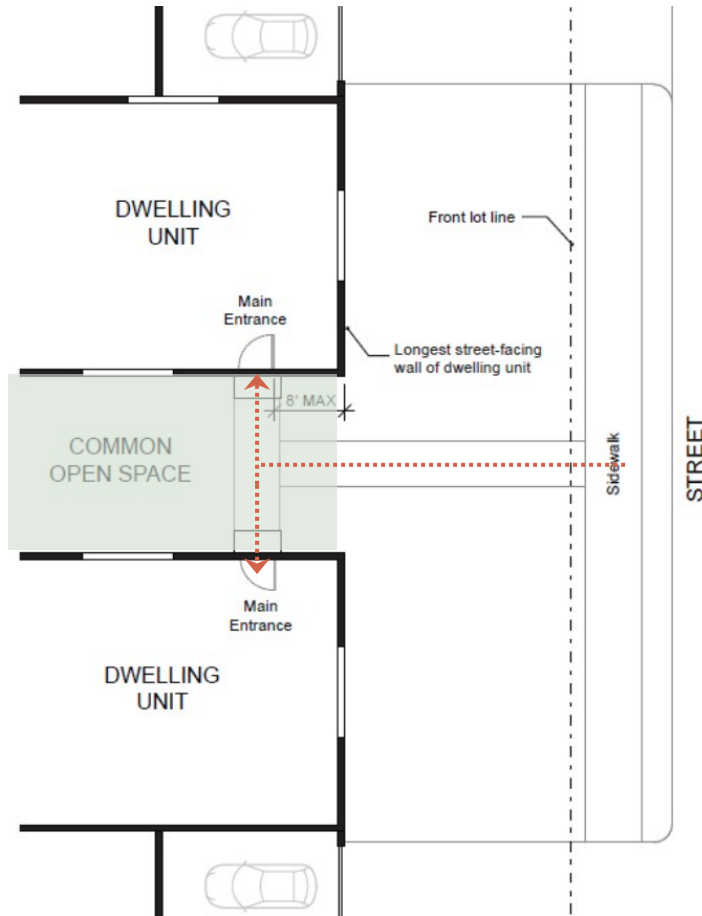 DWELLING
UNIT
Front lot line
Main
Entrance
Longest street-facing
wall of dwelling unit
8' MAX
COMMON
OPEN SPACE
Sidewalk
STREET
Main
Entrance
DWELLING
UNIT